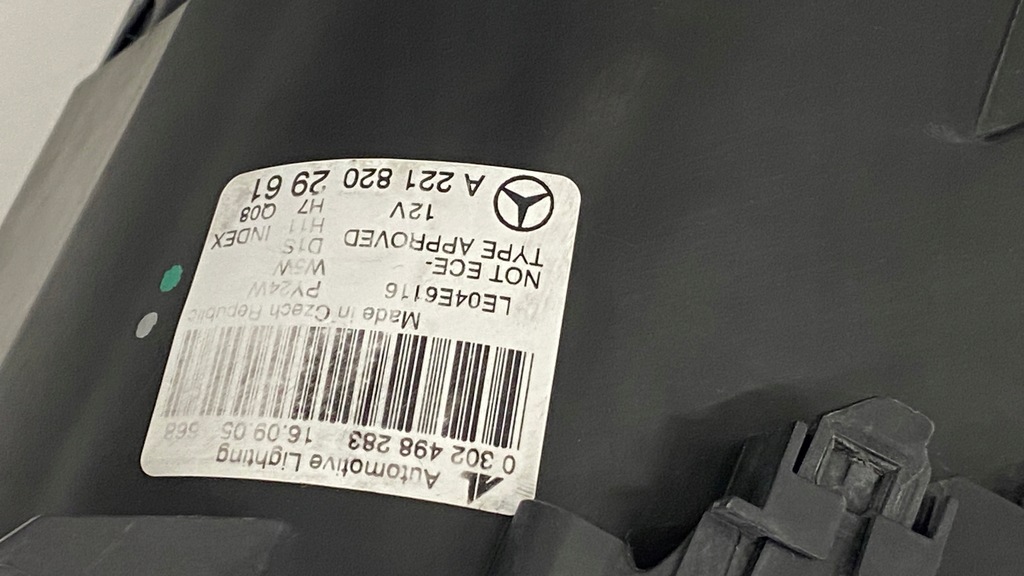 Automotive Lighting
0 302 498 283 16.09.05 668
Made in Czech Republic
LE04E6116 PY24W
NOT ECE- W5W
TYPE APPROVED D1S INDEX
H11
12V H7 Q08
A 221 820 29 61